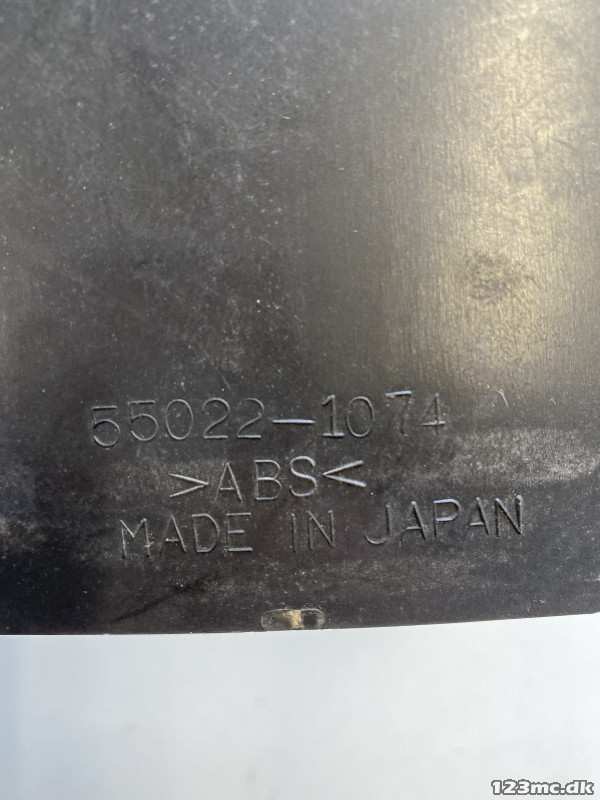 55022-1074
>ABS<
MADE IN JAPAN
123mc.dk